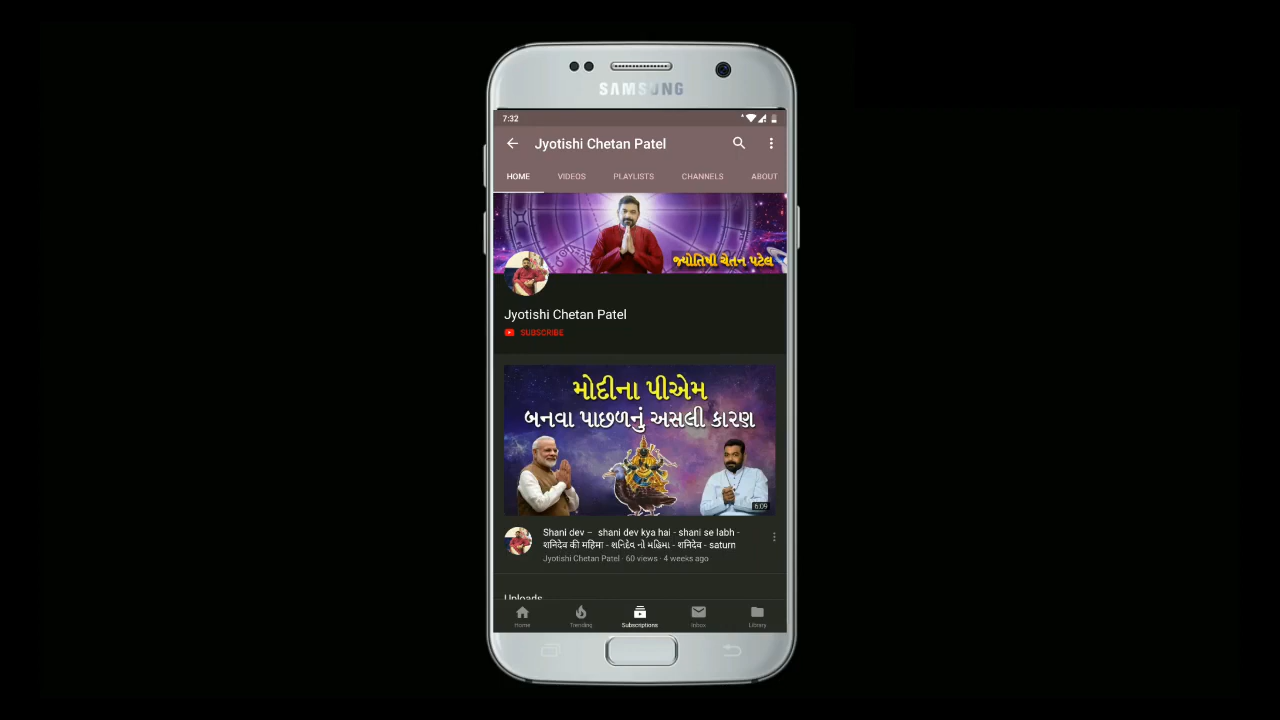 SAMSUNG
7:32
Jyotishi Chetan Patel
HOME VIDEOS PLAYLISTS CHANNELS ABOUT
જ્યોતિષી ચેતન પટેલ
Jyotishi Chetan Patel
SUBSCRIBE
મોદીના પીએમ
બનવા પાછળનું અસલી કારણ
6:09
Shani dev – shani dev kya hai - shani se labh -
शनिदेव की महिमा - શનિદેવ નો મહિમા - शनिदेव - saturn
Jyotishi Chetan Patel · 60 views · 4 weeks ago
Uploads
Home Trending Subscriptions Inbox Library